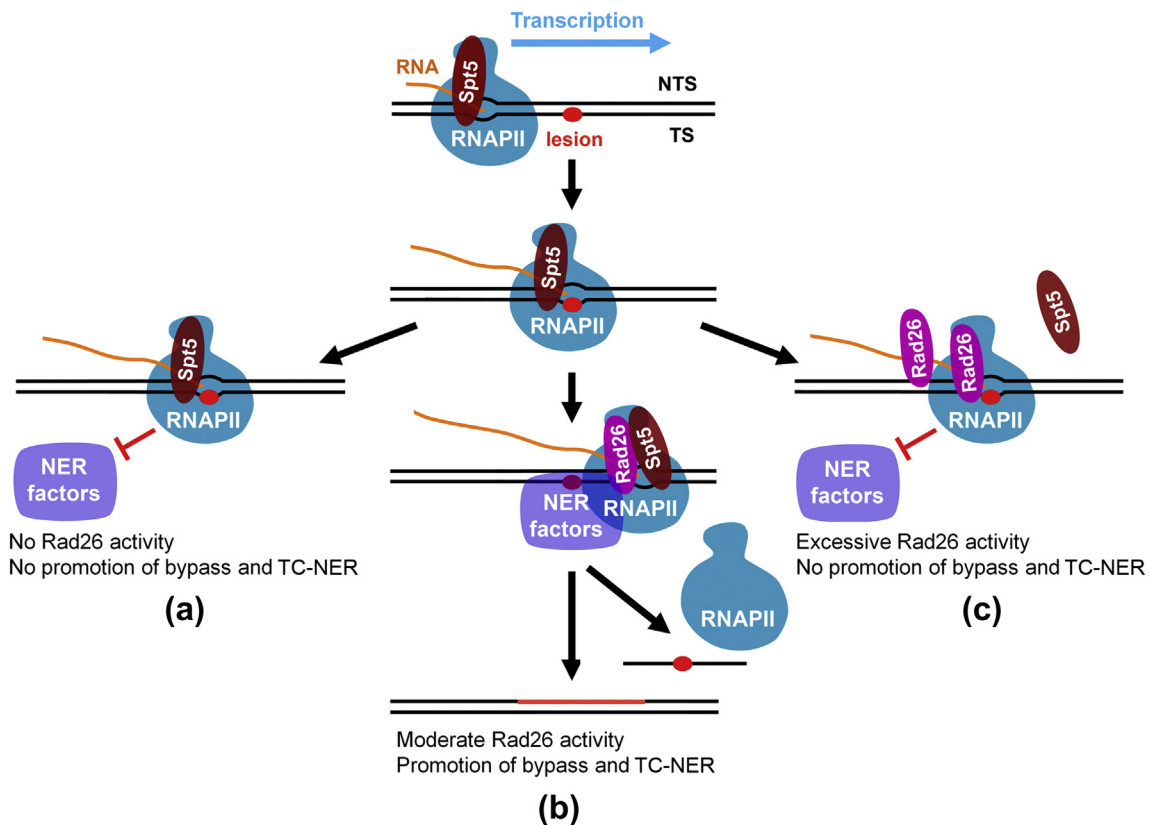 Transcription
RNA
Spt5
NTS
RNAPII
lesion
TS
Spt5
RNAPII
Spt5
RNAPII
NER
factors
No Rad26 activity
No promotion of bypass and TC-NER
(a)
Rad26
Spt5
NER
factors
RNAPII
RNAPII
Moderate Rad26 activity
Promotion of bypass and TC-NER
(b)
Spt5
Rad26
Rad26
RNAPII
NER
factors
Excessive Rad26 activity
No promotion of bypass and TC-NER
(c)